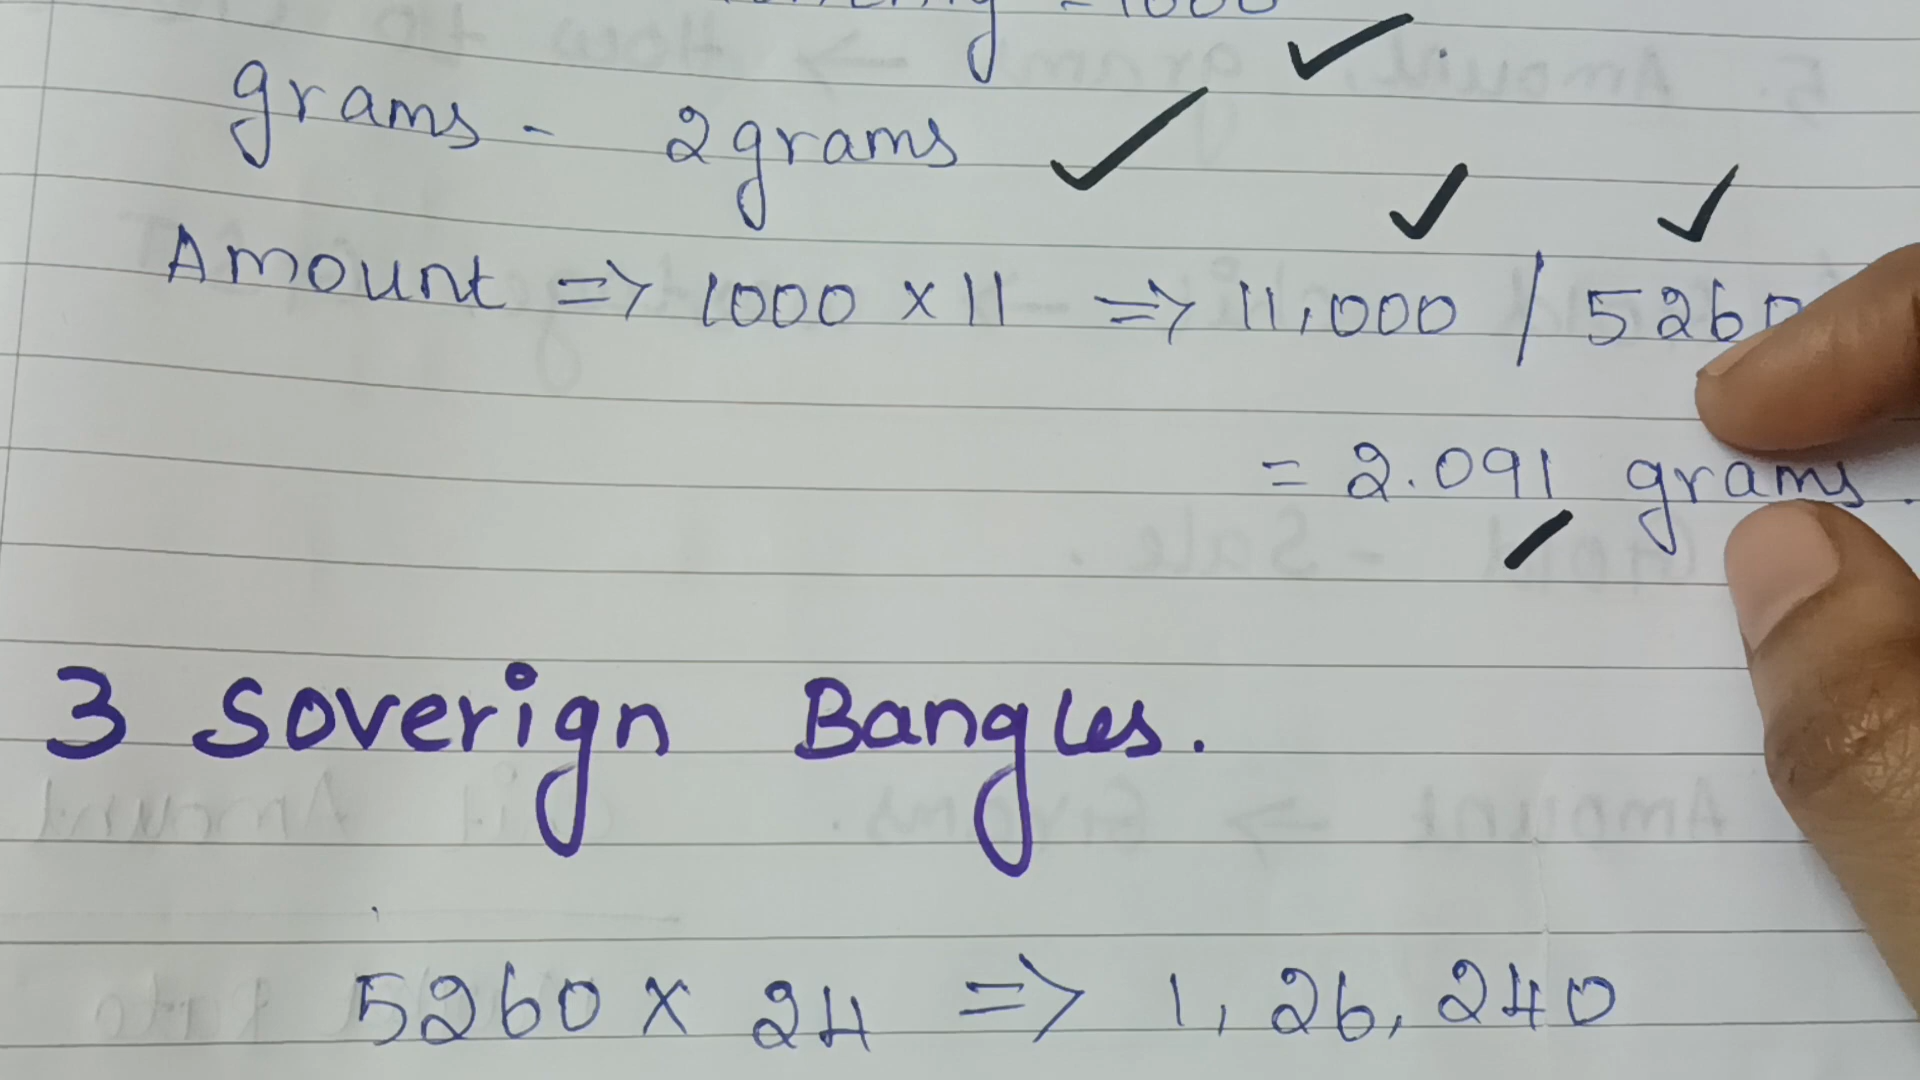 1000
grams - 2grams
Amount => 1000 x 11 => 11,000 / 5260
= 2.091 grams.
3 Soverign Bangles.
5260 x 24 => 1,26,240